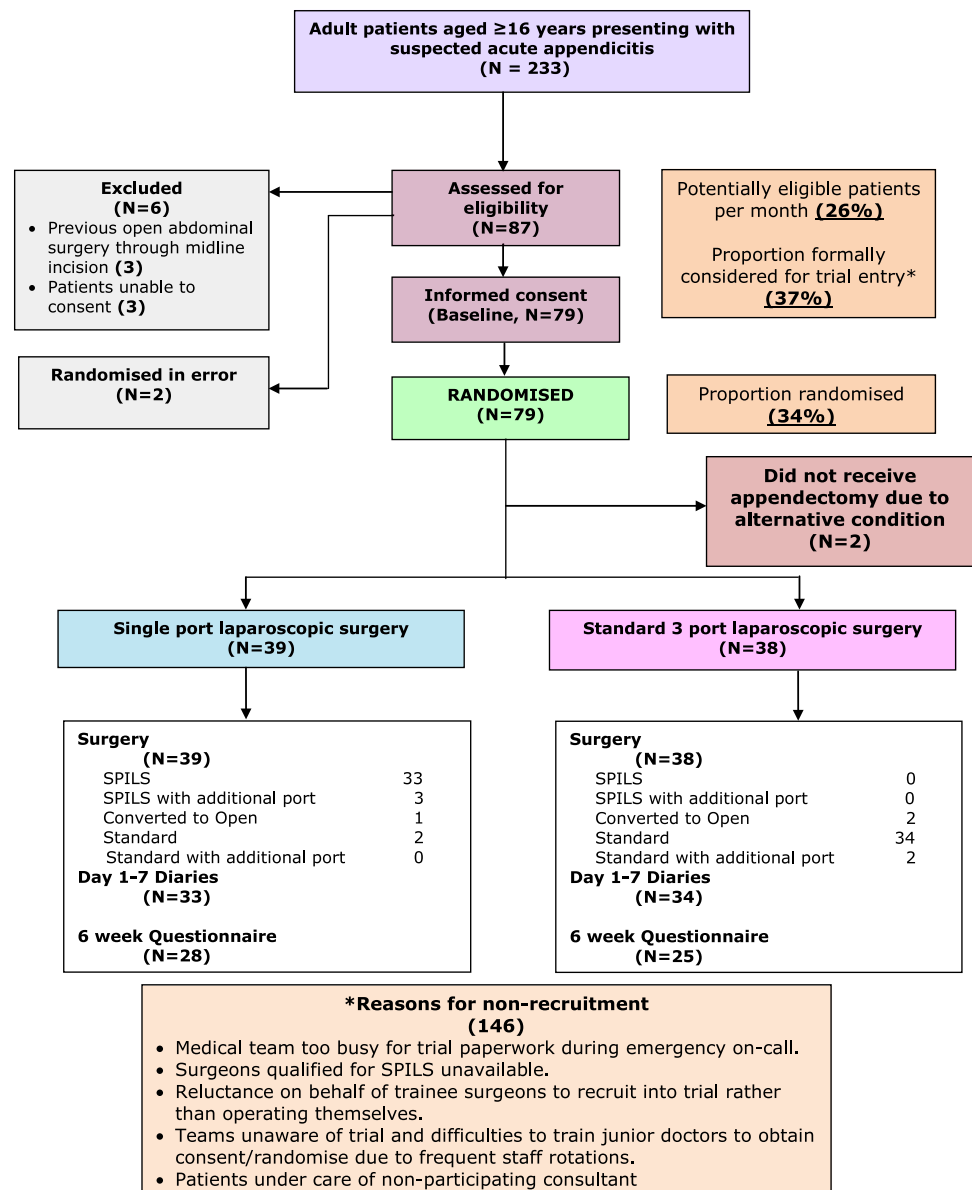 Adult patients aged ≥16 years presenting with
suspected acute appendicitis
(N = 233)
Excluded
(N=6)
• Previous open abdominal
surgery through midline
incision (3)
• Patients unable to
consent (3)
Assessed for
eligibility
(N=87)
Potentially eligible patients
per month (26%)
Proportion formally
considered for trial entry*
(37%)
Informed consent
(Baseline, N=79)
Randomised in error
(N=2)
RANDOMISED
(N=79)
Proportion randomised
(34%)
Did not receive
appendectomy due to
alternative condition
(N=2)
Single port laparoscopic surgery
(N=39)
Standard 3 port laparoscopic surgery
(N=38)
Surgery
(N=39)
SPILS 33
SPILS with additional port 3
Converted to Open 1
Standard 2
Standard with additional port 0
Day 1-7 Diaries
(N=33)
6 week Questionnaire
(N=28)
Surgery
(N=38)
SPILS 0
SPILS with additional port 0
Converted to Open 2
Standard 34
Standard with additional port 2
Day 1-7 Diaries
(N=34)
6 week Questionnaire
(N=25)
*Reasons for non-recruitment
(146)
• Medical team too busy for trial paperwork during emergency on-call.
• Surgeons qualified for SPILS unavailable.
• Reluctance on behalf of trainee surgeons to recruit into trial rather
than operating themselves.
• Teams unaware of trial and difficulties to train junior doctors to obtain
consent/randomise due to frequent staff rotations.
• Patients under care of non-participating consultant